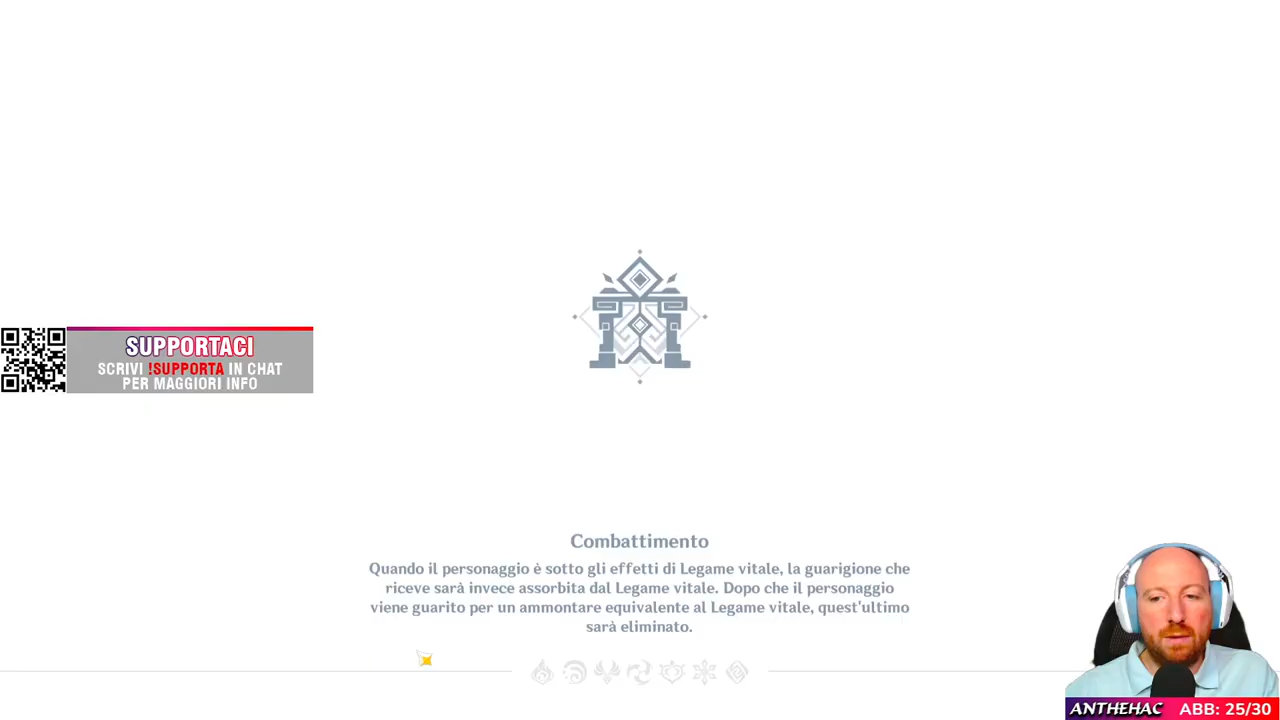 SUPPORTACI
SCRIVI !SUPPORTA IN CHAT
PER MAGGIORI INFO
Combattimento
Quando il personaggio è sotto gli effetti di Legame vitale, la guarigione che
riceve sarà invece assorbita dal Legame vitale. Dopo che il personaggio
viene guarito per un ammontare equivalente al Legame vitale, quest'ultimo
sarà eliminato.
ANTHEHAC ABB: 25/30